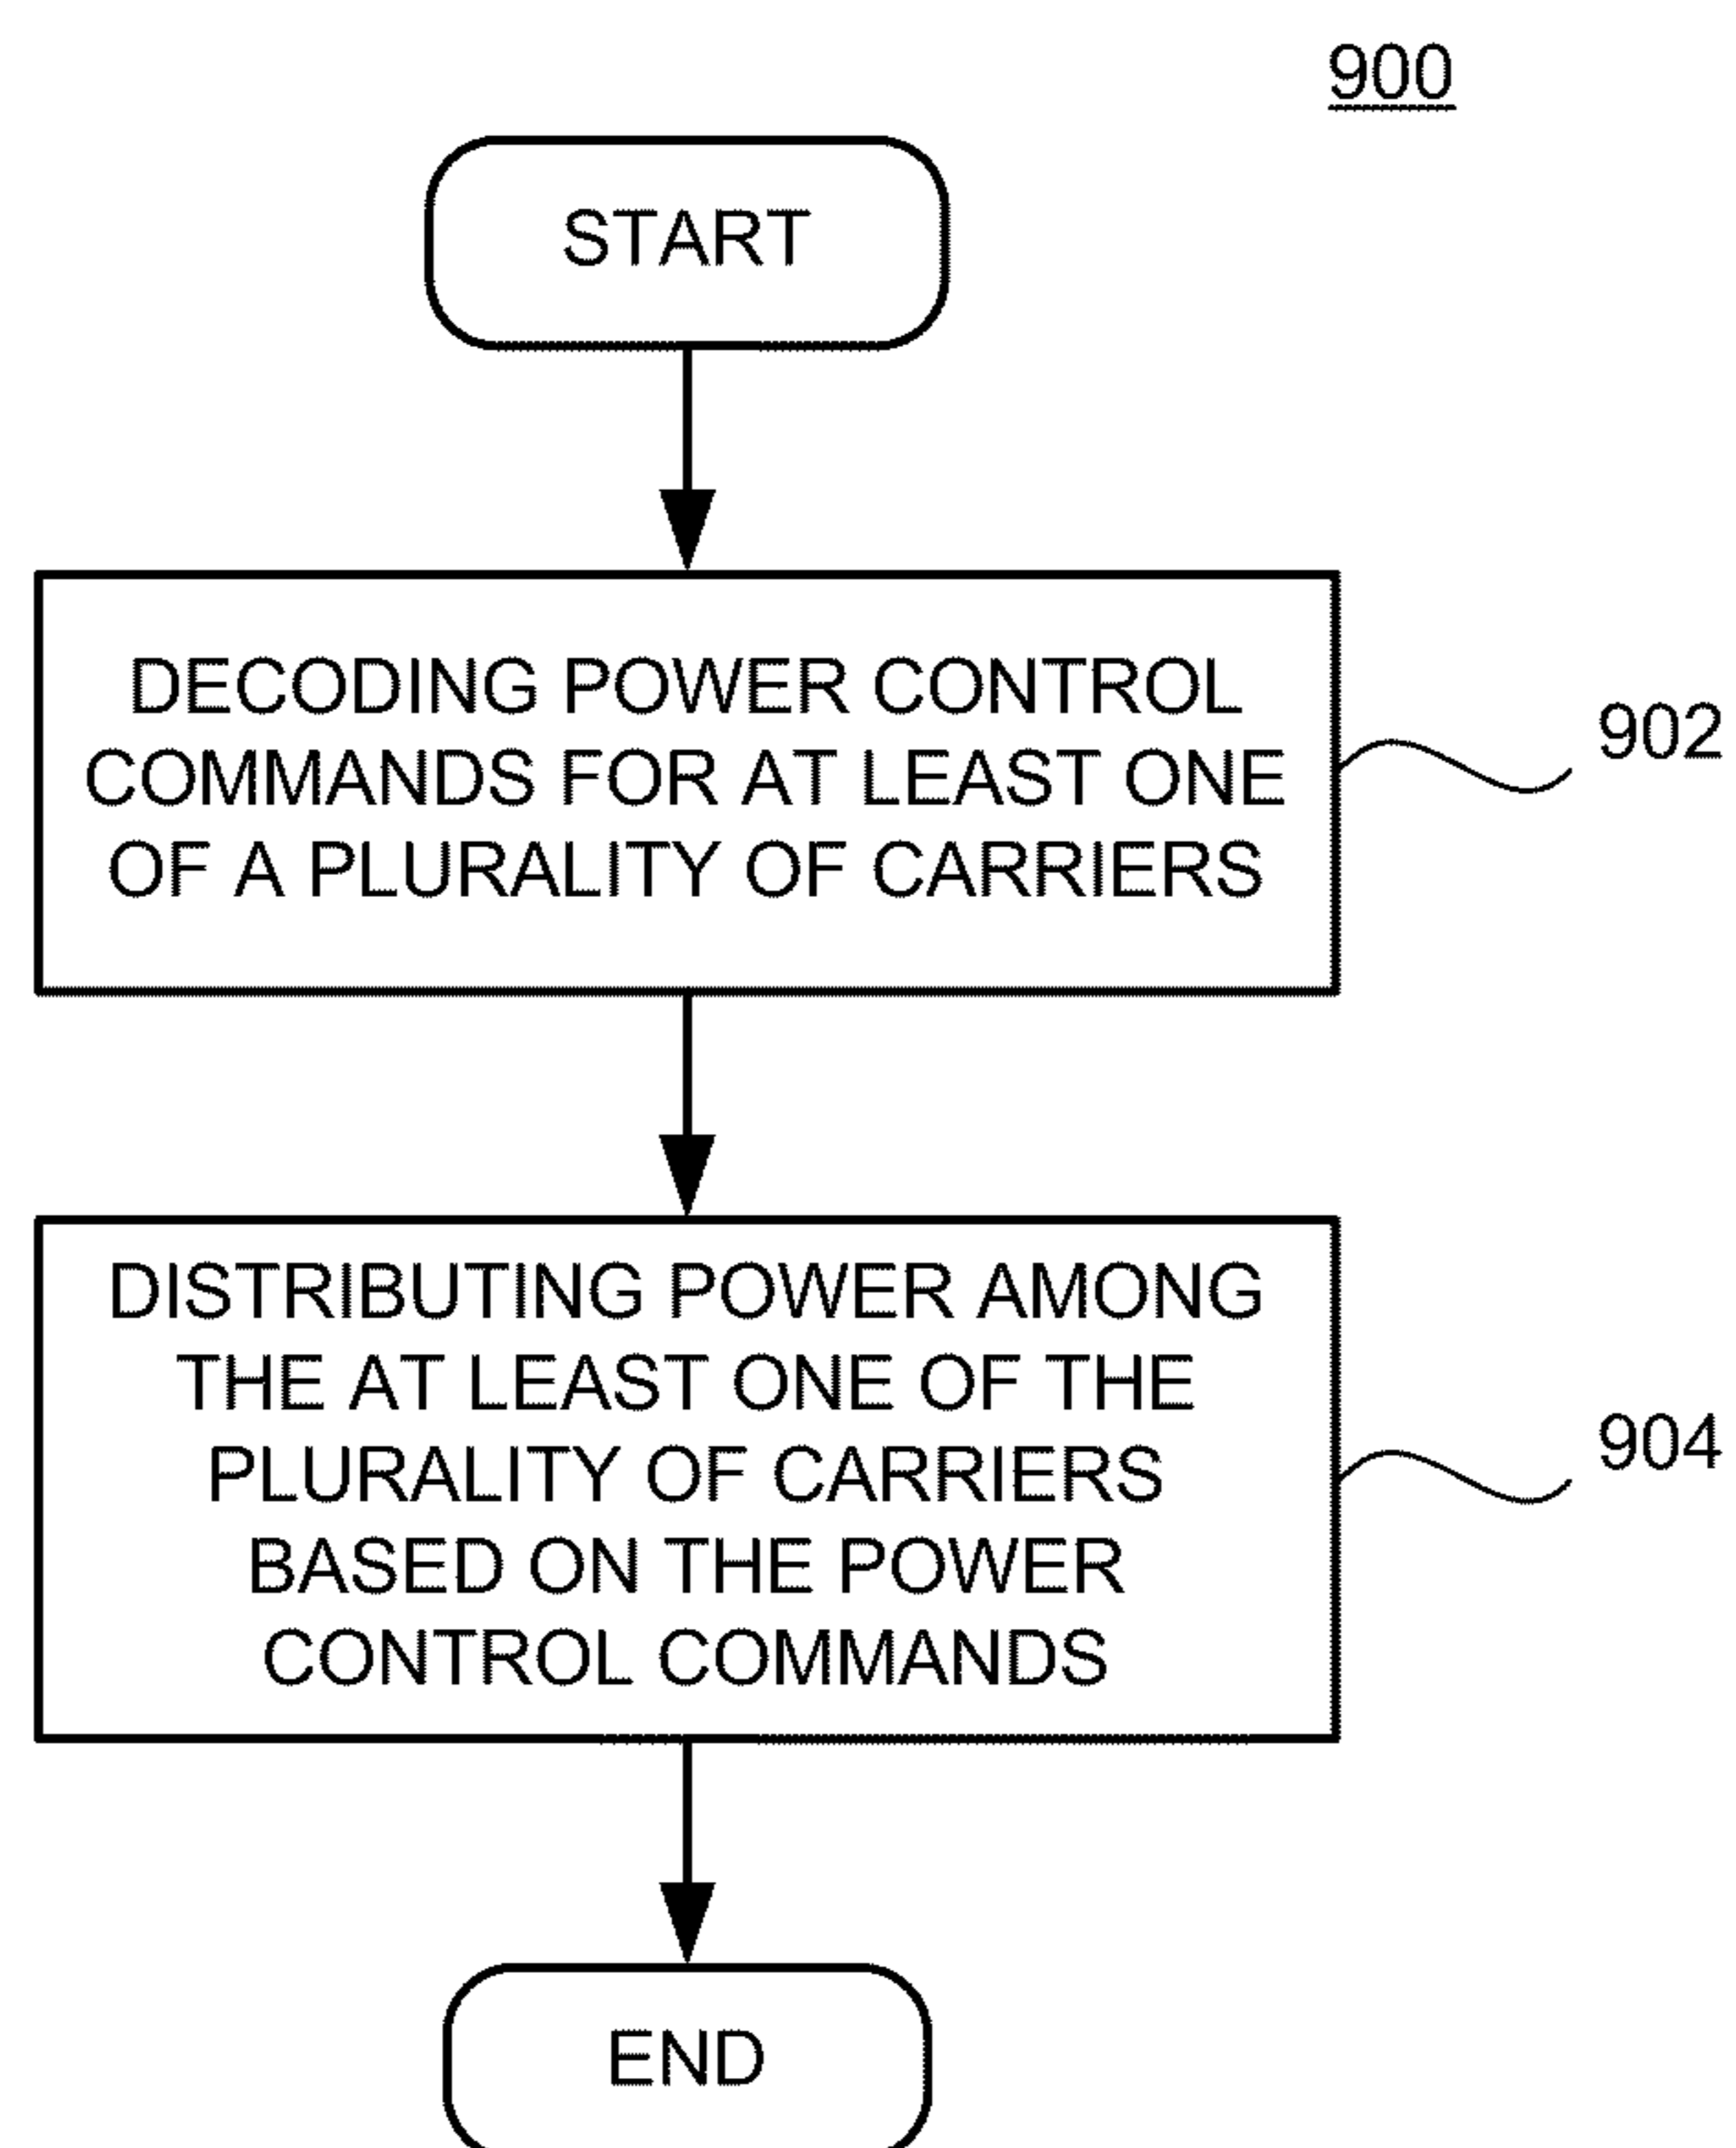 900
START
DECODING POWER CONTROL
COMMANDS FOR AT LEAST ONE
OF A PLURALITY OF CARRIERS
902
DISTRIBUTING POWER AMONG
THE AT LEAST ONE OF THE
PLURALITY OF CARRIERS
BASED ON THE POWER
CONTROL COMMANDS
904
END